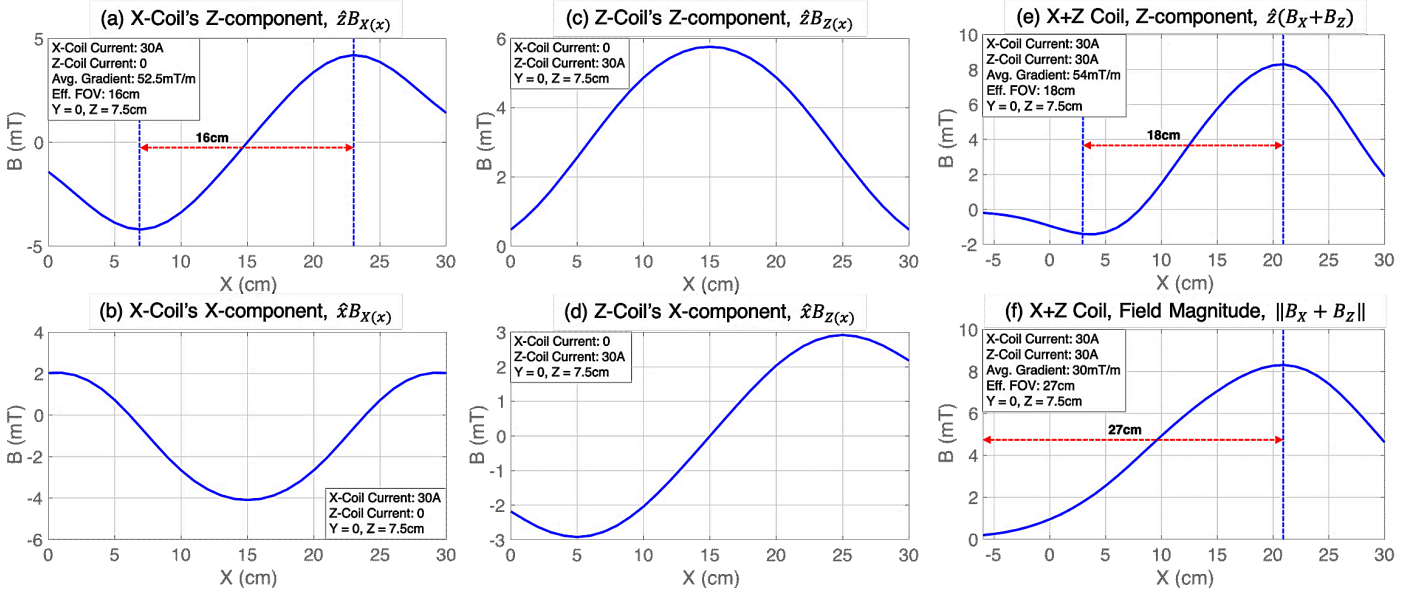 (a) X-Coil's Z-component, ẑB_X(x)
5
0
-5
B (mT)
X-Coil Current: 30A
Z-Coil Current: 0
Avg. Gradient: 52.5mT/m
Eff. FOV: 16cm
Y = 0, Z = 7.5cm
16cm
0 5 10 15 20 25 30
X (cm)
(c) Z-Coil's Z-component, ẑB_Z(x)
6
4
2
0
B (mT)
X-Coil Current: 0
Z-Coil Current: 30A
Y = 0, Z = 7.5cm
0 5 10 15 20 25 30
X (cm)
(e) X+Z Coil, Z-component, ẑ(B_X+B_Z)
10
8
6
4
2
0
-2
B (mT)
X-Coil Current: 30A
Z-Coil Current: 30A
Avg. Gradient: 54mT/m
Eff. FOV: 18cm
Y = 0, Z = 7.5cm
18cm
-5 0 5 10 15 20 25 30
X (cm)
(b) X-Coil's X-component, x̂B_X(x)
4
2
0
-2
-4
-6
B (mT)
X-Coil Current: 30A
Z-Coil Current: 0
Y = 0, Z = 7.5cm
0 5 10 15 20 25 30
X (cm)
(d) Z-Coil's X-component, x̂B_Z(x)
3
2
1
0
-1
-2
-3
B (mT)
X-Coil Current: 0
Z-Coil Current: 30A
Y = 0, Z = 7.5cm
0 5 10 15 20 25 30
X (cm)
(f) X+Z Coil, Field Magnitude, ‖B_X + B_Z‖
10
8
6
4
2
0
B (mT)
X-Coil Current: 30A
Z-Coil Current: 30A
Avg. Gradient: 30mT/m
Eff. FOV: 27cm
Y = 0, Z = 7.5cm
27cm
-5 0 5 10 15 20 25 30
X (cm)